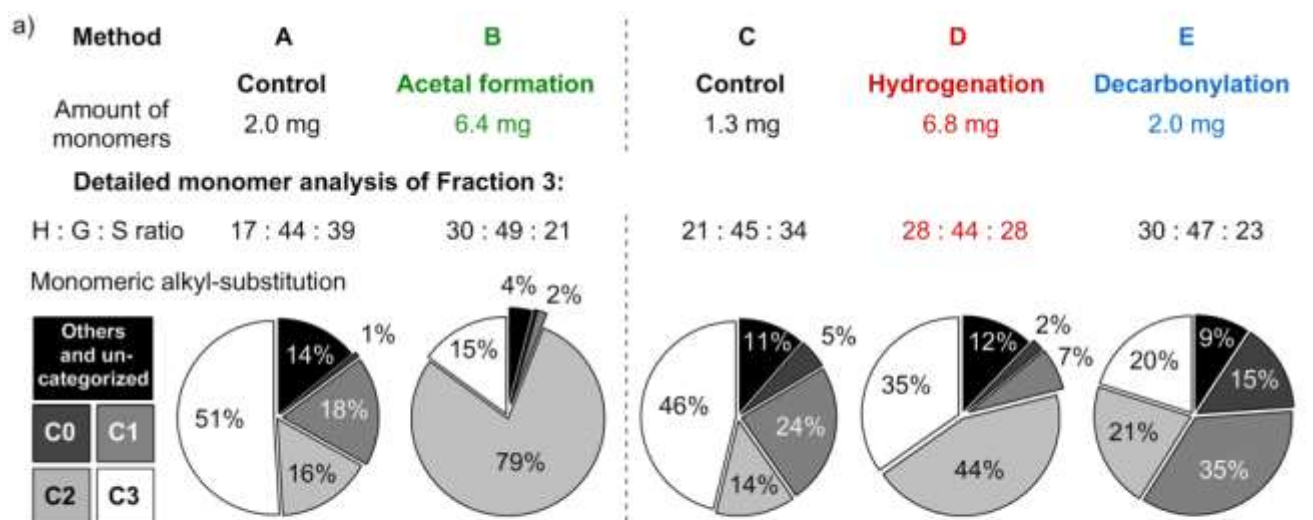 a)
Method A B C D E
Control Acetal formation Control Hydrogenation Decarbonylation
Amount of monomers 2.0 mg 6.4 mg 1.3 mg 6.8 mg 2.0 mg
Detailed monomer analysis of Fraction 3:
H : G : S ratio 17 : 44 : 39 30 : 49 : 21 21 : 45 : 34 28 : 44 : 28 30 : 47 : 23
Monomeric alkyl-substitution
Others
and un-
categorized
C0 C1
C2 C3
14% 1% 18% 16% 51%
4% 2% 79% 15%
11% 5% 24% 14% 46%
12% 2% 7% 44% 35%
9% 15% 35% 21% 20%